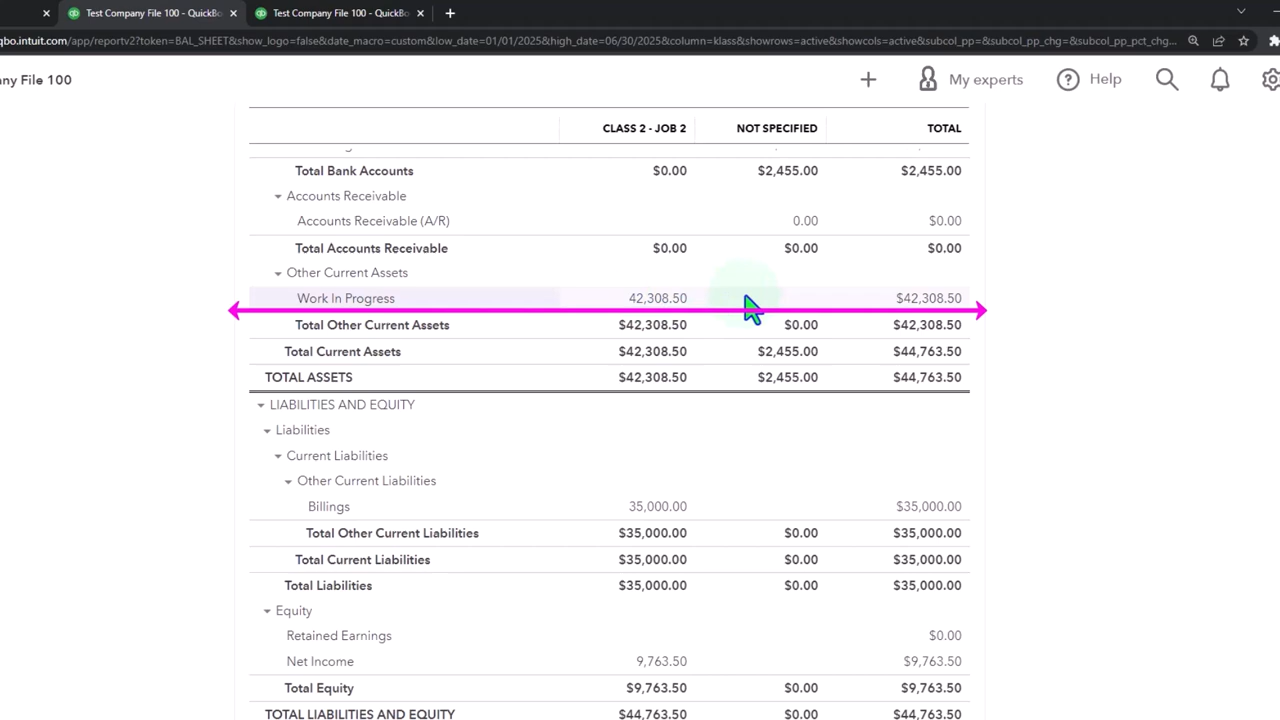 Test Company File 100 - QuickBo
Test Company File 100 - QuickBo
qbo.intuit.com/app/reportv2?token=BAL_SHEET&show_logo=false&date_macro=custom&low_date=01/01/2025&high_date=06/30/2025&column=klass&showrows=active&showcols=active&subcol_pp=&subcol_pp_chg=&subcol_pp_pct_chg...
ny File 100
My experts
Help
CLASS 2 - JOB 2 NOT SPECIFIED TOTAL
Total Bank Accounts $0.00 $2,455.00 $2,455.00
Accounts Receivable
Accounts Receivable (A/R) 0.00 $0.00
Total Accounts Receivable $0.00 $0.00 $0.00
Other Current Assets
Work In Progress 42,308.50 $42,308.50
Total Other Current Assets $42,308.50 $0.00 $42,308.50
Total Current Assets $42,308.50 $2,455.00 $44,763.50
TOTAL ASSETS $42,308.50 $2,455.00 $44,763.50
LIABILITIES AND EQUITY
Liabilities
Current Liabilities
Other Current Liabilities
Billings 35,000.00 $35,000.00
Total Other Current Liabilities $35,000.00 $0.00 $35,000.00
Total Current Liabilities $35,000.00 $0.00 $35,000.00
Total Liabilities $35,000.00 $0.00 $35,000.00
Equity
Retained Earnings $0.00
Net Income 9,763.50 $9,763.50
Total Equity $9,763.50 $0.00 $9,763.50
TOTAL LIABILITIES AND EQUITY $44,763.50 $0.00 $44,763.50